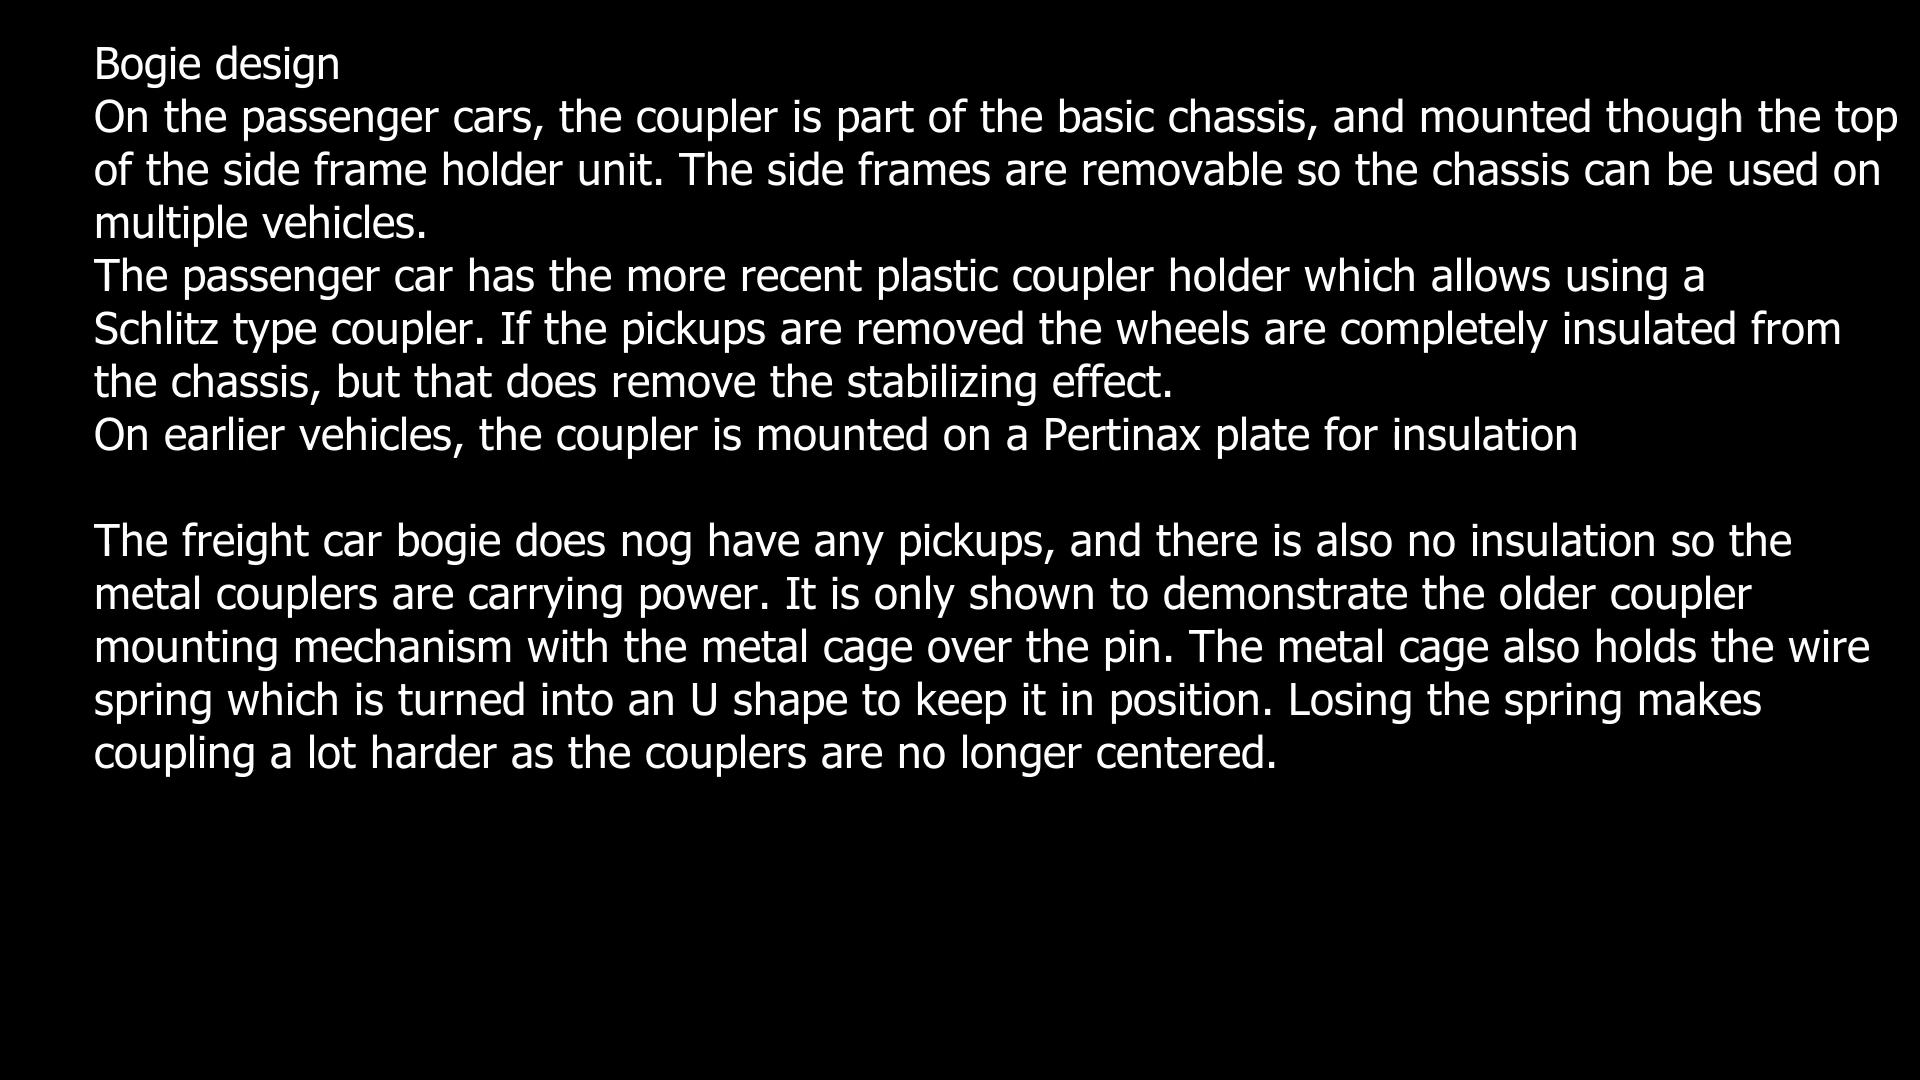 Bogie design
On the passenger cars, the coupler is part of the basic chassis, and mounted though the top
of the side frame holder unit. The side frames are removable so the chassis can be used on
multiple vehicles.
The passenger car has the more recent plastic coupler holder which allows using a
Schlitz type coupler. If the pickups are removed the wheels are completely insulated from
the chassis, but that does remove the stabilizing effect.
On earlier vehicles, the coupler is mounted on a Pertinax plate for insulation
The freight car bogie does nog have any pickups, and there is also no insulation so the
metal couplers are carrying power. It is only shown to demonstrate the older coupler
mounting mechanism with the metal cage over the pin. The metal cage also holds the wire
spring which is turned into an U shape to keep it in position. Losing the spring makes
coupling a lot harder as the couplers are no longer centered.